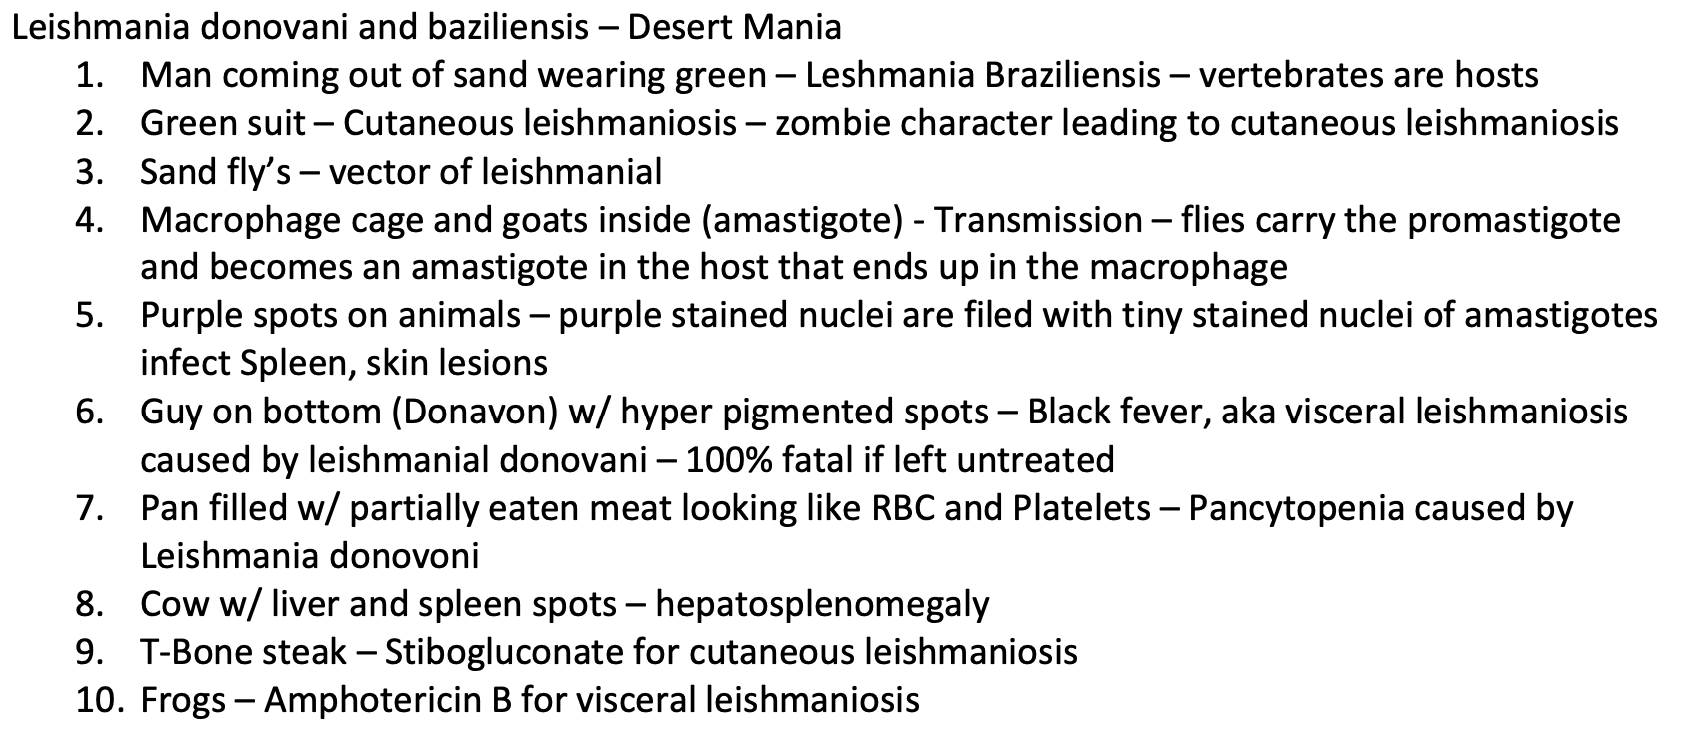 Leishmania donovani and baziliensis – Desert Mania
1. Man coming out of sand wearing green – Leshmania Braziliensis – vertebrates are hosts
2. Green suit – Cutaneous leishmaniosis – zombie character leading to cutaneous leishmaniosis
3. Sand fly’s – vector of leishmanial
4. Macrophage cage and goats inside (amastigote) - Transmission – flies carry the promastigote
and becomes an amastigote in the host that ends up in the macrophage
5. Purple spots on animals – purple stained nuclei are filed with tiny stained nuclei of amastigotes
infect Spleen, skin lesions
6. Guy on bottom (Donavon) w/ hyper pigmented spots – Black fever, aka visceral leishmaniosis
caused by leishmanial donovani – 100% fatal if left untreated
7. Pan filled w/ partially eaten meat looking like RBC and Platelets – Pancytopenia caused by
Leishmania donovoni
8. Cow w/ liver and spleen spots – hepatosplenomegaly
9. T-Bone steak – Stibogluconate for cutaneous leishmaniosis
10. Frogs – Amphotericin B for visceral leishmaniosis